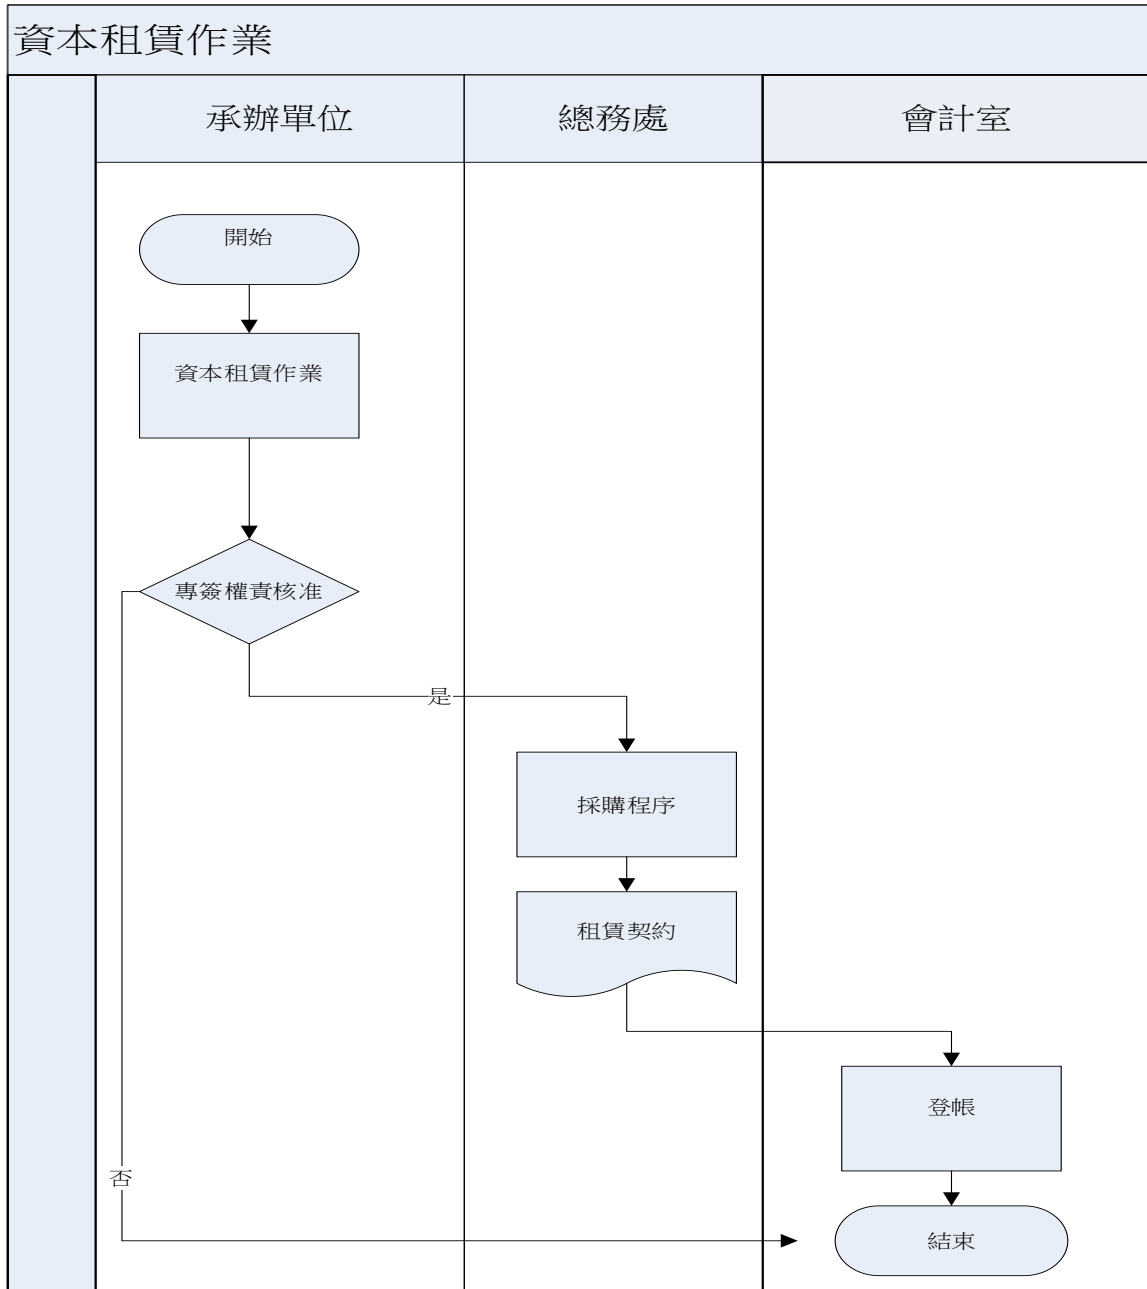 資本租賃作業
承辦單位
總務處
會計室
開始
資本租賃作業
專簽權責核准
是
採購程序
租賃契約
登帳
否
結束